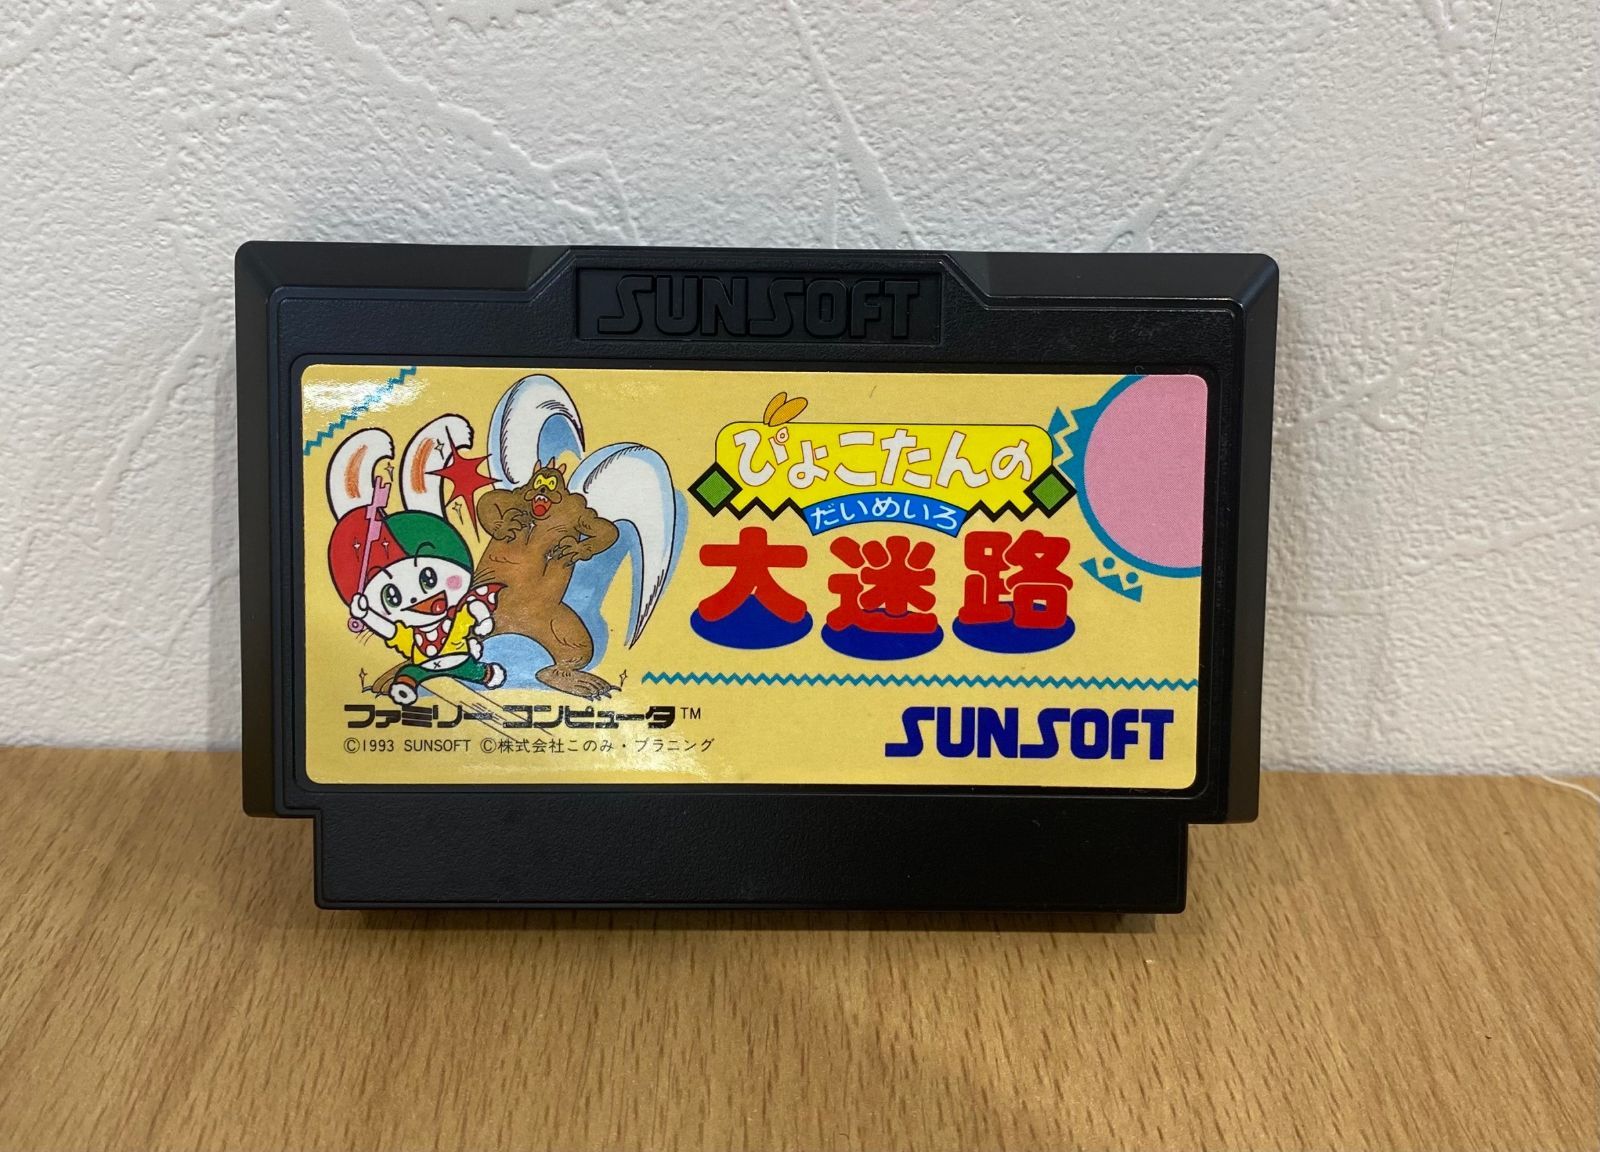 SUNSOFT
ぴょこたんの
だいめいろ
大迷路
ファミリーコンピュータ™
©1993 SUNSOFT ©株式会社このみ・プラニング
SUNSOFT